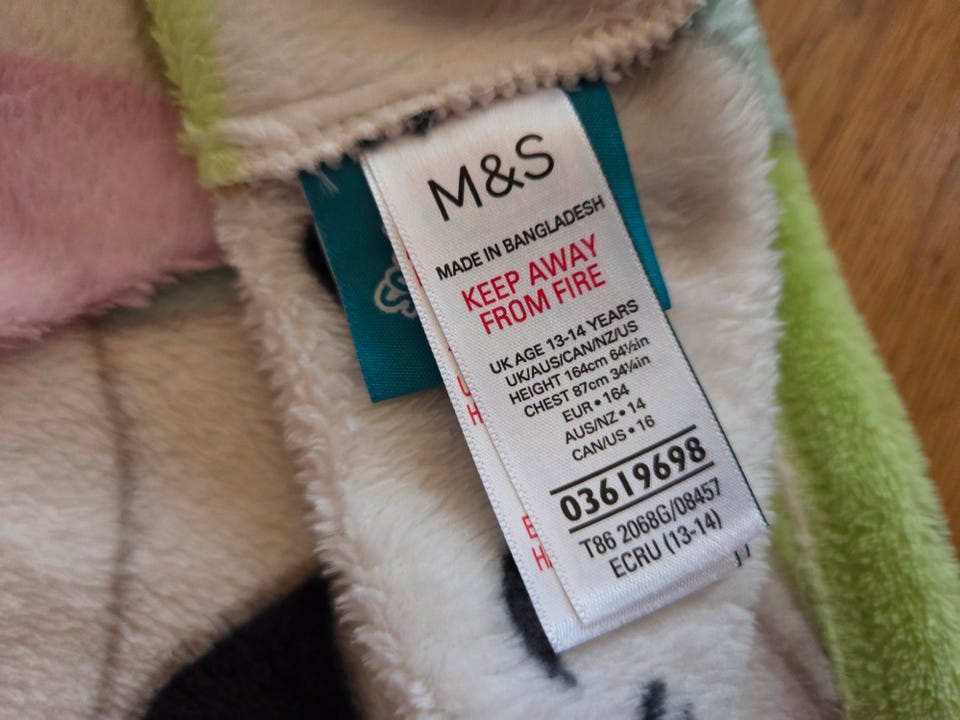 M&S
MADE IN BANGLADESH
KEEP AWAY
FROM FIRE
UK AGE 13-14 YEARS
UK/AUS/CAN/NZ/US
HEIGHT 164cm 64½in
CHEST 87cm 34¼in
EUR • 164
AUS/NZ • 14
CAN/US • 16
03619698
T86 2068G/08457
ECRU (13-14)